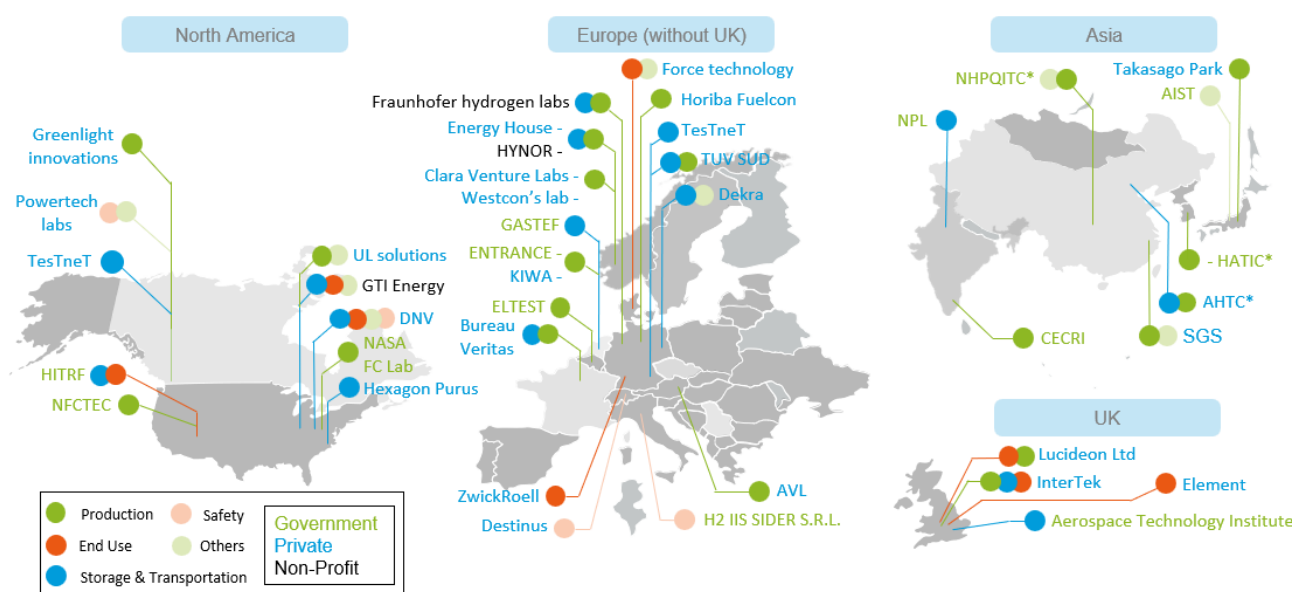 North America
Greenlight
innovations
Powertech
labs
TesTneT
HITRF
NFCTEC
UL solutions
GTI Energy
DNV
NASA
FC Lab
Hexagon Purus
Production
Safety
End Use
Others
Storage & Transportation
Government
Private
Non-Profit
Europe (without UK)
Force technology
Fraunhofer hydrogen labs
Horiba Fuelcon
Energy House -
HYNOR -
TesTneT
TUV SUD
Clara Venture Labs -
Westcon's lab -
Dekra
GASTEF
ENTRANCE -
KIWA -
ELTEST
Bureau
Veritas
ZwickRoell
Destinus
AVL
H2 IIS SIDER S.R.L.
Asia
NHPQITC*
Takasago Park
AIST
NPL
- HATIC*
AHTC*
SGS
CECRI
UK
Lucideon Ltd
InterTek
Element
Aerospace Technology Institute